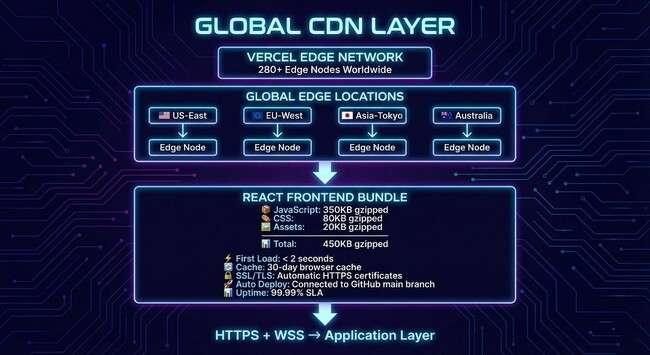 GLOBAL CDN LAYER
VERCEL EDGE NETWORK
280+ Edge Nodes Worldwide
GLOBAL EDGE LOCATIONS
US-East
EU-West
Asia-Tokyo
Australia
Edge Node
Edge Node
Edge Node
Edge Node
REACT FRONTEND BUNDLE
JavaScript: 350KB gzipped
CSS: 80KB gzipped
Assets: 20KB gzipped
Total: 450KB gzipped
First Load: < 2 seconds
Cache: 30-day browser cache
SSL/TLS: Automatic HTTPS certificates
Auto Deploy: Connected to GitHub main branch
Uptime: 99.99% SLA
HTTPS + WSS → Application Layer